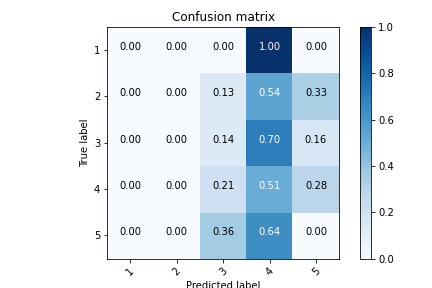 Confusion matrix
True label
1 0.00 0.00 0.00 1.00 0.00
2 0.00 0.00 0.13 0.54 0.33
3 0.00 0.00 0.14 0.70 0.16
4 0.00 0.00 0.21 0.51 0.28
5 0.00 0.00 0.36 0.64 0.00
1 2 3 4 5
Predicted label
1.0
0.8
0.6
0.4
0.2
0.0